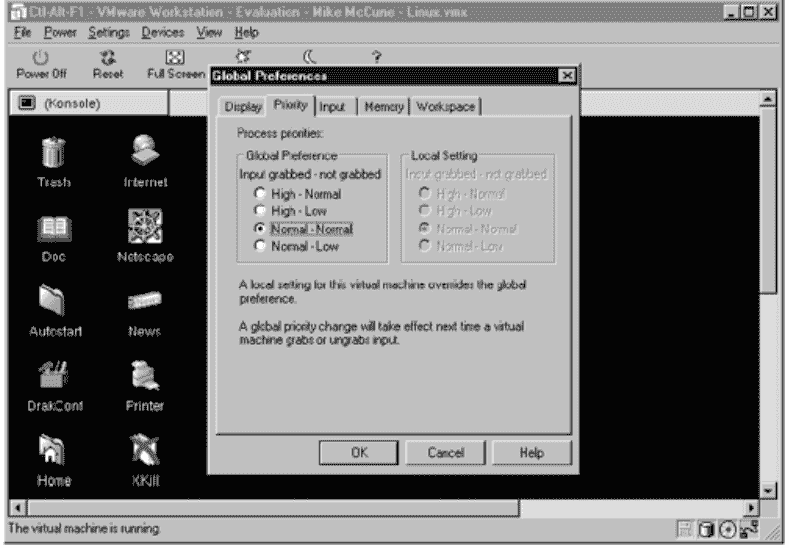 Ctl-Alt-F1 - VMware Workstation - Evaluation - Mike McCune - Linux.vmx
File Power Settings Devices View Help
Power Off Reset Full Screen
Global Preferences
(Konsole)
Display Priority Input Memory Workspace
Process priorities:
Global Preference
Input grabbed - not grabbed
High - Normal
High - Low
Normal - Normal
Normal - Low
Local Setting
Input grabbed - not grabbed
High - Normal
High - Low
Normal - Normal
Normal - Low
A local setting for this virtual machine overrides the global
preference.
A global priority change will take effect next time a virtual
machine grabs or ungrabs input.
OK Cancel Help
Trash Internet
Doc Netscape
Autostart News
DrakConf Printer
Home XKill
The virtual machine is running.